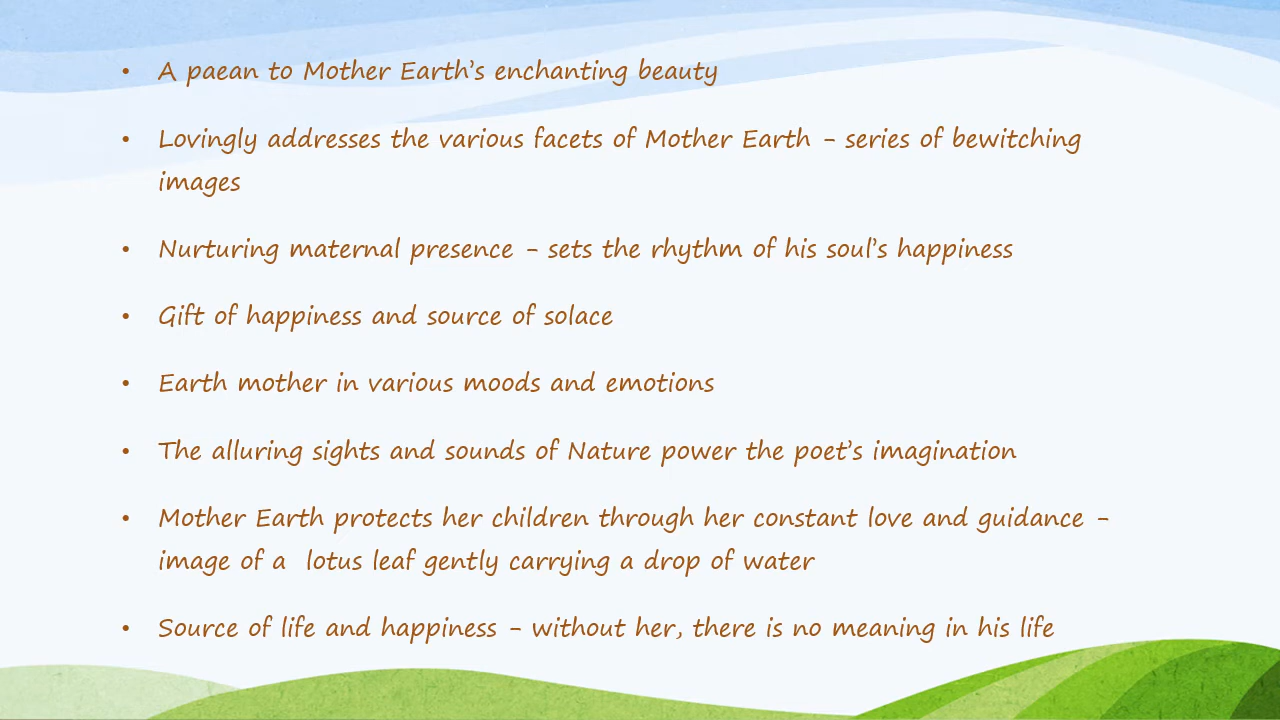 • A paean to Mother Earth’s enchanting beauty
• Lovingly addresses the various facets of Mother Earth – series of bewitching
images
• Nurturing maternal presence – sets the rhythm of his soul’s happiness
• Gift of happiness and source of solace
• Earth mother in various moods and emotions
• The alluring sights and sounds of Nature power the poet’s imagination
• Mother Earth protects her children through her constant love and guidance –
image of a  lotus leaf gently carrying a drop of water
• Source of life and happiness – without her, there is no meaning in his life